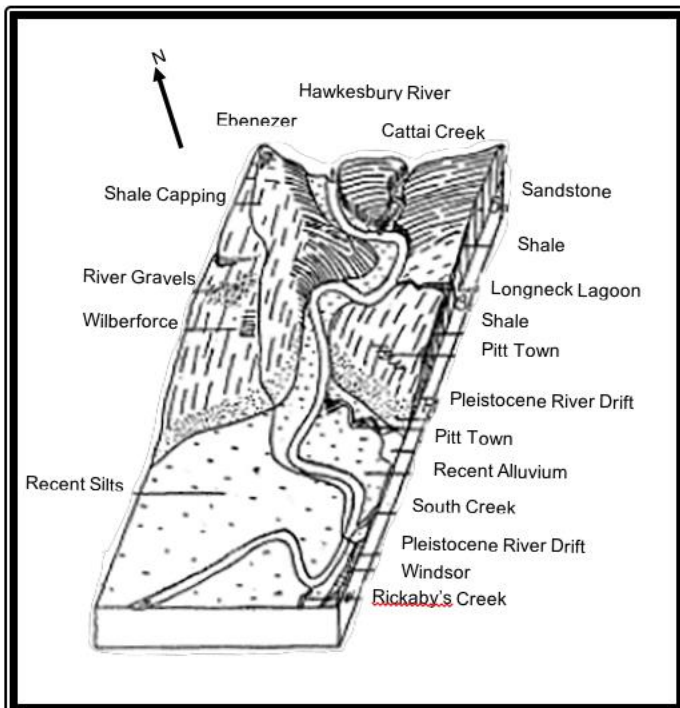 N
Hawkesbury River
Ebenezer
Cattai Creek
Shale Capping
Sandstone
Shale
River Gravels
Longneck Lagoon
Wilberforce
Shale
Pitt Town
Pleistocene River Drift
Pitt Town
Recent Alluvium
Recent Silts
South Creek
Pleistocene River Drift
Windsor
Rickaby's Creek